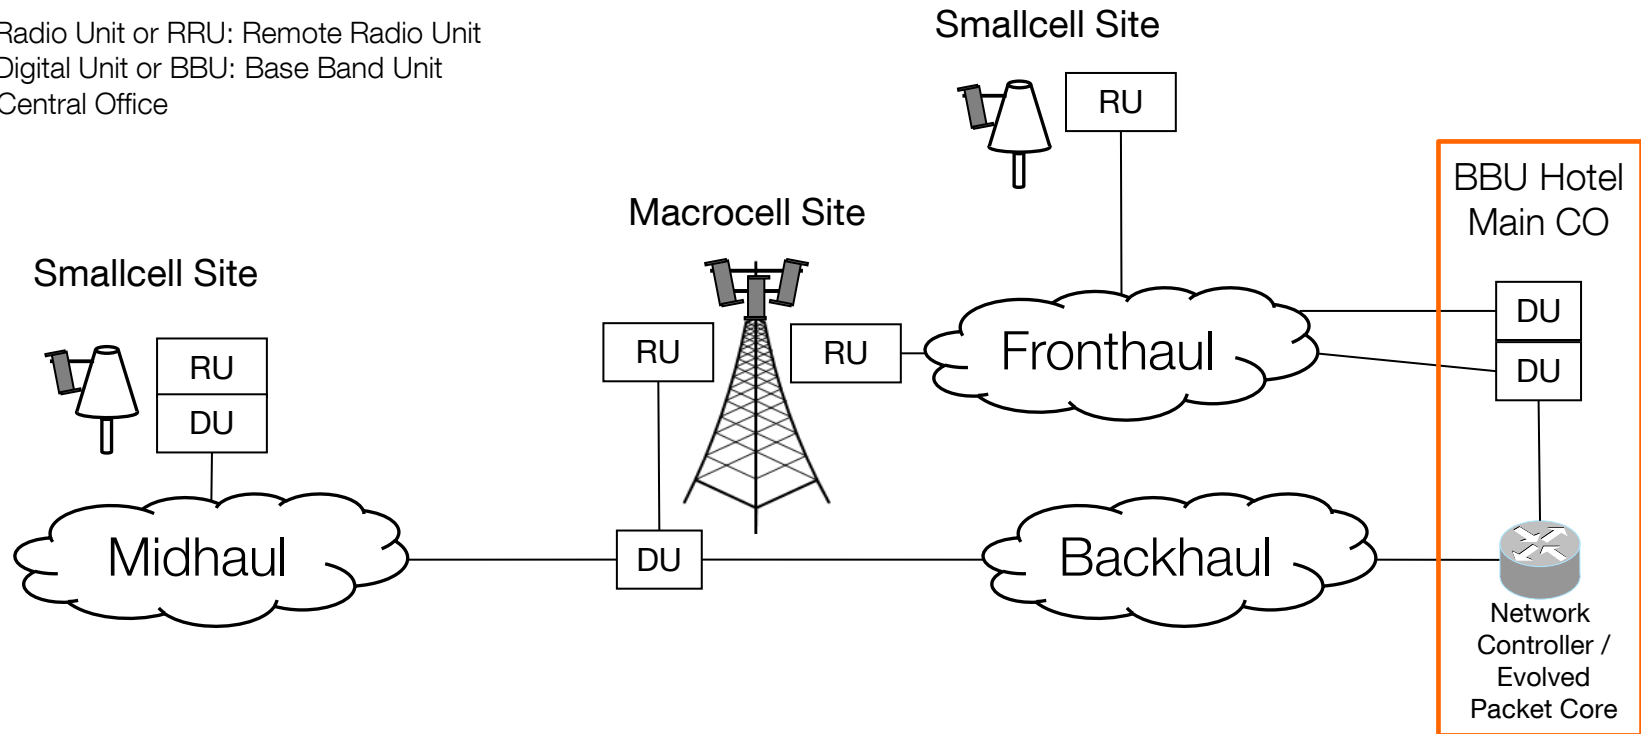 Radio Unit or RRU: Remote Radio Unit
Digital Unit or BBU: Base Band Unit
Central Office
Smallcell Site
RU
BBU Hotel
Main CO
Macrocell Site
Smallcell Site
DU
RU
RU
Fronthaul
RU
DU
DU
Midhaul
DU
Backhaul
Network
Controller /
Evolved
Packet Core